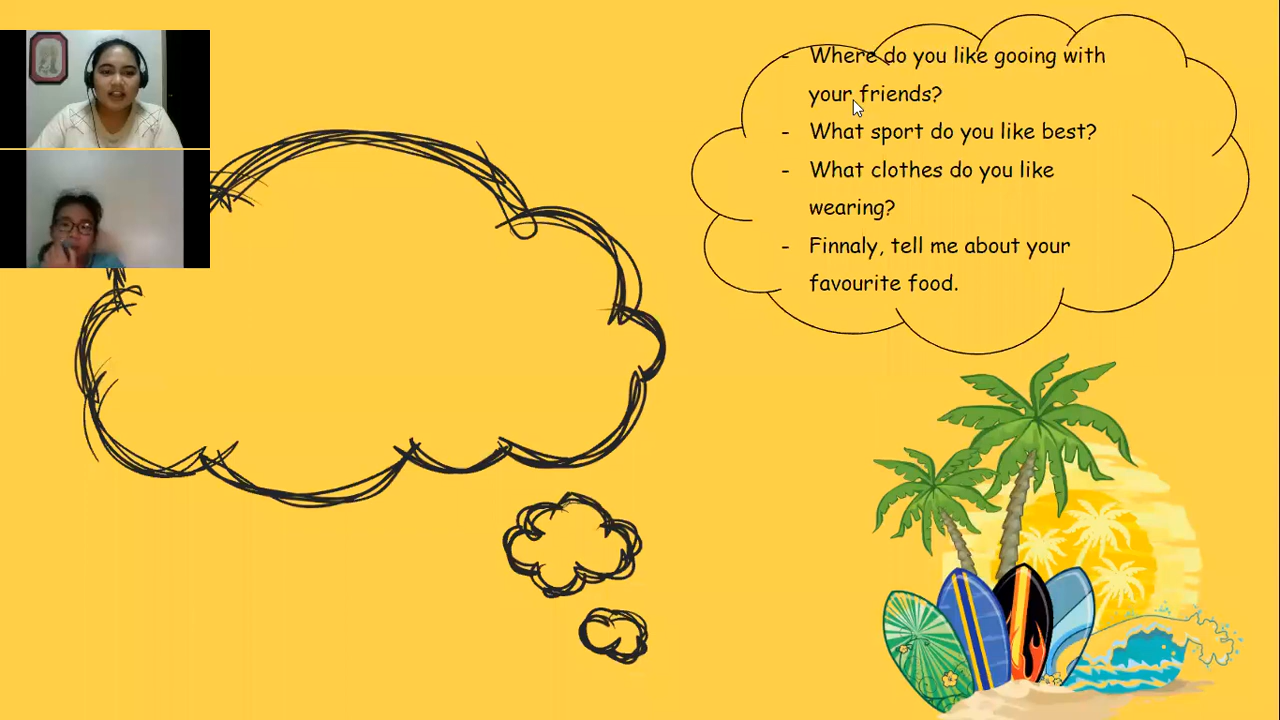 - Where do you like gooing with
your friends?
- What sport do you like best?
- What clothes do you like
wearing?
- Finnaly, tell me about your
favourite food.